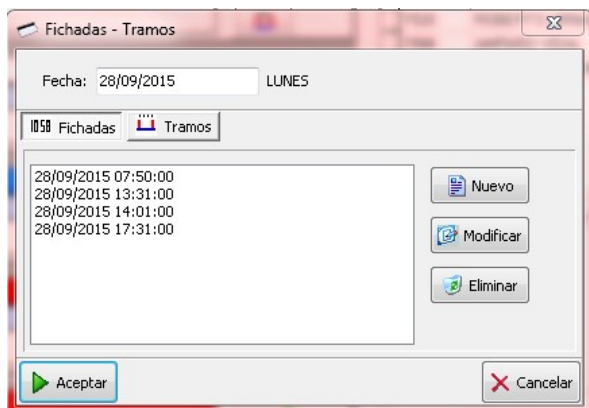 Fichadas - Tramos
Fecha: 28/09/2015 LUNES
1058 Fichadas Tramos
28/09/2015 07:50:00
28/09/2015 13:31:00
28/09/2015 14:01:00
28/09/2015 17:31:00
Nuevo
Modificar
Eliminar
Aceptar Cancelar